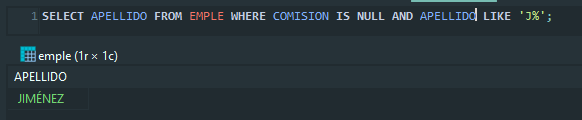 1 SELECT APELLIDO FROM EMPLE WHERE COMISION IS NULL AND APELLIDO LIKE 'J%';
emple (1r × 1c)
APELLIDO
JIMÉNEZ